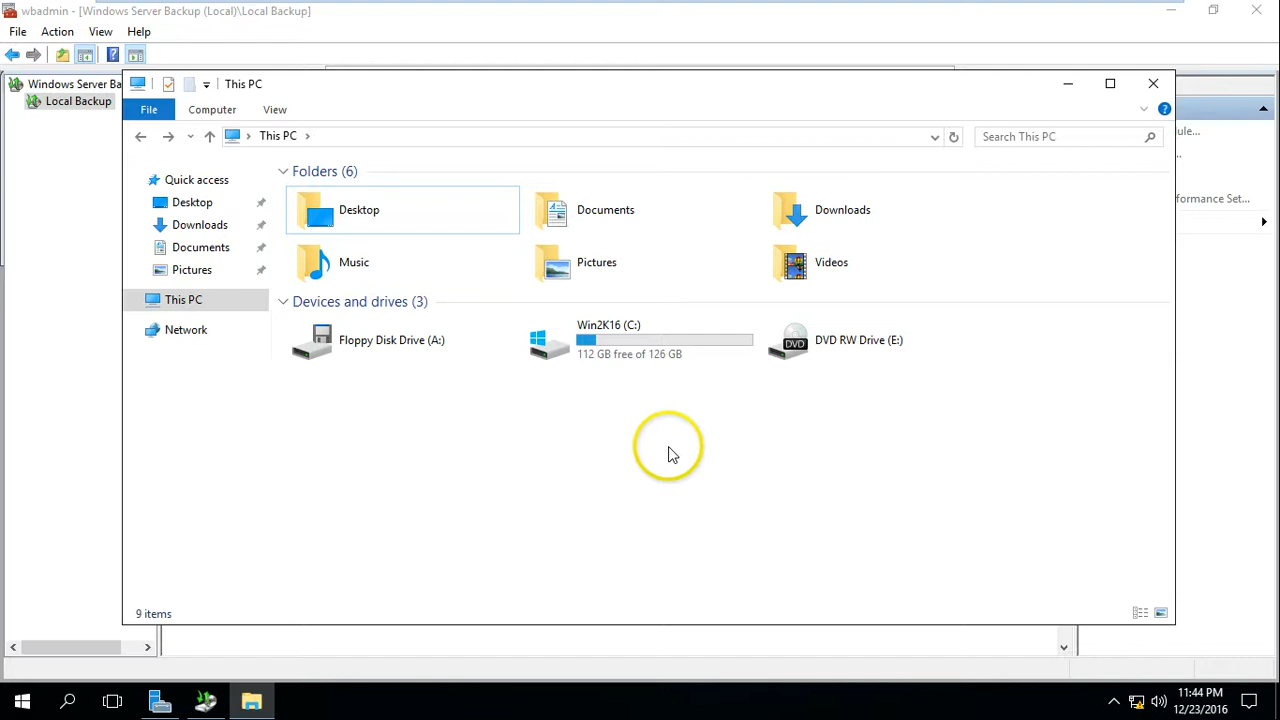 wbadmin - [Windows Server Backup (Local)\Local Backup]
File Action View Help
Windows Server Ba
Local Backup
This PC
File Computer View
This PC
Search This PC
Quick access
Desktop
Downloads
Documents
Pictures
This PC
Network
Folders (6)
Desktop Documents Downloads
Music Pictures Videos
Devices and drives (3)
Floppy Disk Drive (A:)
Win2K16 (C:)
112 GB free of 126 GB
DVD RW Drive (E:)
DVD
9 items
ule...
...
formance Set...
11:44 PM
12/23/2016